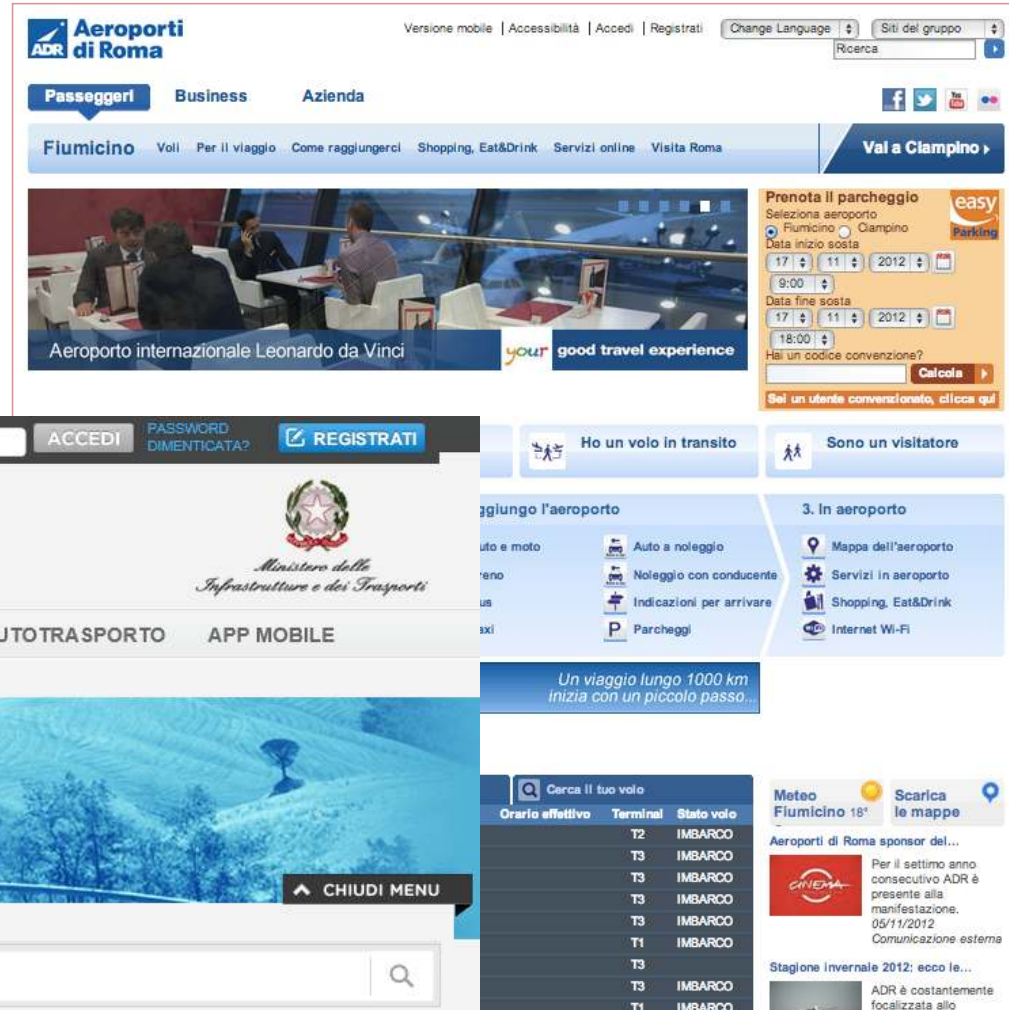 Aeroporti
di Roma
ADR
Versione mobile | Accessibilità | Accedi | Registrati
Change Language
Siti del gruppo
Ricerca
Passeggeri Business Azienda
You
Tube
Fiumicino Voli Per il viaggio Come raggiungerci Shopping, Eat&Drink Servizi online Visita Roma
Vai a Ciampino
Aeroporto internazionale Leonardo da Vinci
your good travel experience
Prenota il parcheggio
easy
Parking
Seleziona aeroporto
Fiumicino Ciampino
Data inizio sosta
17 11 2012
9:00
Data fine sosta
17 11 2012
18:00
Hai un codice convenzione?
Calcola
Sei un utente convenzionato, clicca qui
Ho un volo in transito
Sono un visitatore
ggiungo l'aeroporto
uto e moto
reno
us
axi
Auto a noleggio
Noleggio con conducente
Indicazioni per arrivare
P Parcheggi
3. In aeroporto
Mappa dell'aeroporto
Servizi in aeroporto
Shopping, Eat&Drink
Internet Wi-Fi
Un viaggio lungo 1000 km
inizia con un piccolo passo...
Cerca il tuo volo
Orario effettivo Terminal Stato volo
T2 IMBARCO
T3 IMBARCO
T3 IMBARCO
T3 IMBARCO
T3 IMBARCO
T1 IMBARCO
T3
T3 IMBARCO
T1 IMBARCO
Meteo
Fiumicino 18°
Scarica
le mappe
Aeroporti di Roma sponsor del...
CINEMA
Per il settimo anno
consecutivo ADR è
presente alla
manifestazione.
05/11/2012
Comunicazione esterna
Stagione invernale 2012: ecco le...
ADR è costantemente
focalizzata allo
ACCEDI
PASSWORD
DIMENTICATA?
REGISTRATI
Ministero delle
Infrastrutture e dei Trasporti
UTOTRASPORTO APP MOBILE
CHIUDI MENU